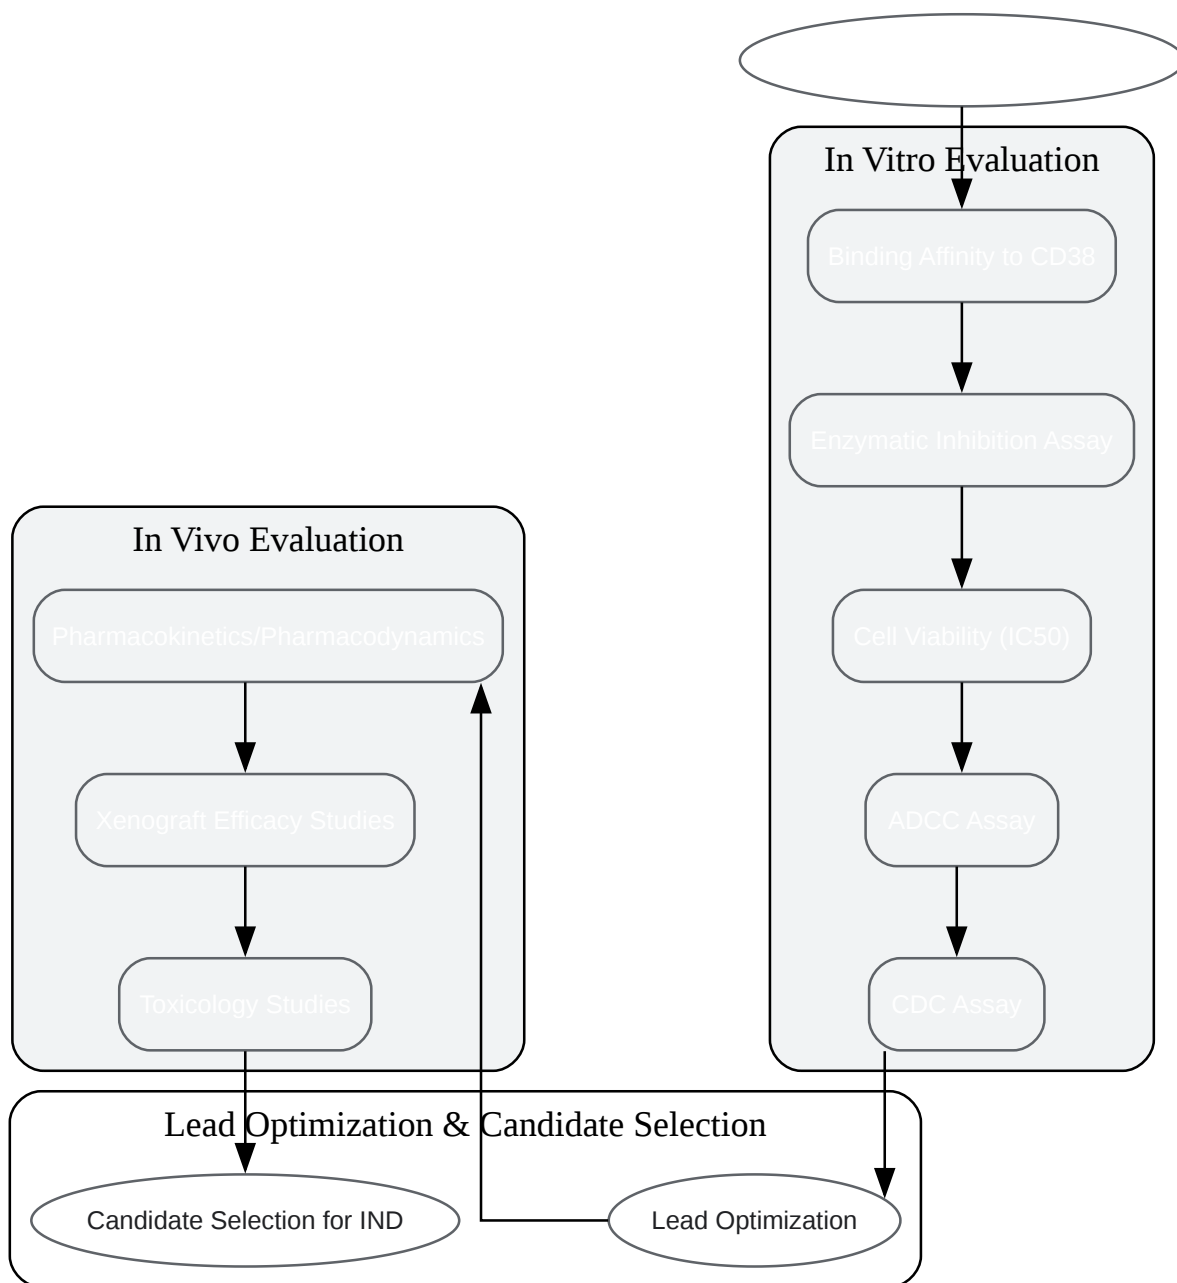 In Vitro Evaluation
Binding Affinity to CD38
Enzymatic Inhibition Assay
In Vivo Evaluation
Pharmacokinetics/Pharmacodynamics
Cell Viability (IC50)
Xenograft Efficacy Studies
ADCC Assay
Toxicology Studies
CDC Assay
Lead Optimization & Candidate Selection
Candidate Selection for IND
Lead Optimization